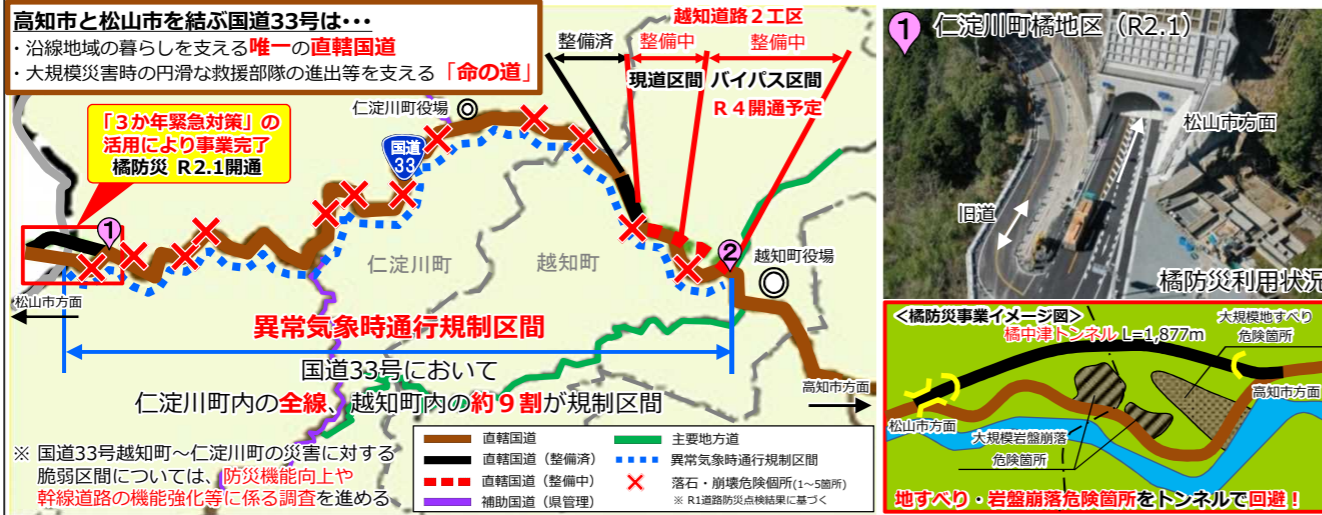 高知市と松山市を結ぶ国道33号は・・・
・沿線地域の暮らしを支える唯一の直轄国道
・大規模災害時の円滑な救援部隊の進出等を支える「命の道」
「３か年緊急対策」の
活用により事業完了
橘防災 R2.1開通
越知道路２工区
整備済
整備中
整備中
現道区間
バイパス区間
Ｒ４開通予定
仁淀川町役場
国道
33
1
仁淀川町
越知町
2
越知町役場
松山市方面
異常気象時通行規制区間
国道33号において
仁淀川町内の全線、越知町内の約９割が規制区間
高知市方面
※ 国道33号越知町～仁淀川町の災害に対する
脆弱区間については、防災機能向上や
幹線道路の機能強化等に係る調査を進める
直轄国道
直轄国道（整備済）
直轄国道（整備中）
補助国道（県管理）
主要地方道
異常気象時通行規制区間
落石・崩壊危険個所(1～5箇所)
※ R1道路防災点検結果に基づく
1
仁淀川町橘地区（R2.1）
松山市方面
旧道
橘防災利用状況
＜橘防災事業イメージ図＞
橘中津トンネル L=1,877m
大規模地すべり
危険箇所
松山市方面
高知市方面
大規模岩盤崩落
危険箇所
地すべり・岩盤崩落危険箇所をトンネルで回避！